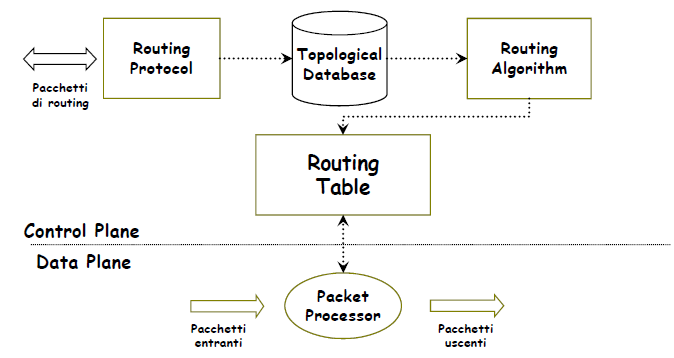 Routing
Protocol
Topological
Database
Routing
Algorithm
Pacchetti
di routing
Routing
Table
Control Plane
Data Plane
Packet
Processor
Pacchetti
entranti
Pacchetti
uscenti